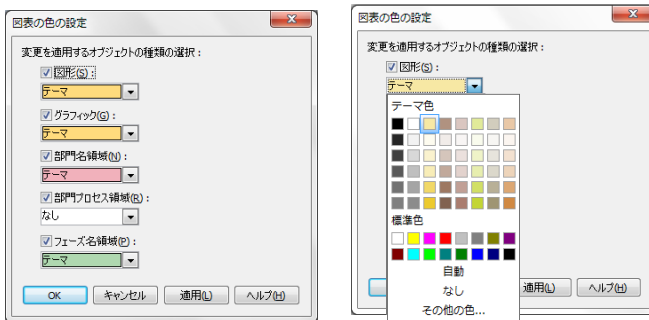 図表の色の設定
変更を適用するオブジェクトの種類の選択：
図形(S)：
テーマ
グラフィック(G)：
テーマ
部門名領域(N)：
テーマ
部門プロセス領域(R)：
なし
フェーズ名領域(P)：
テーマ
OK キャンセル 適用(L) ヘルプ(H)
図表の色の設定
変更を適用するオブジェクトの種類の選択：
図形(S)：
テーマ
テーマ色
標準色
自動
なし
その他の色...
適用(L) ヘルプ(H)